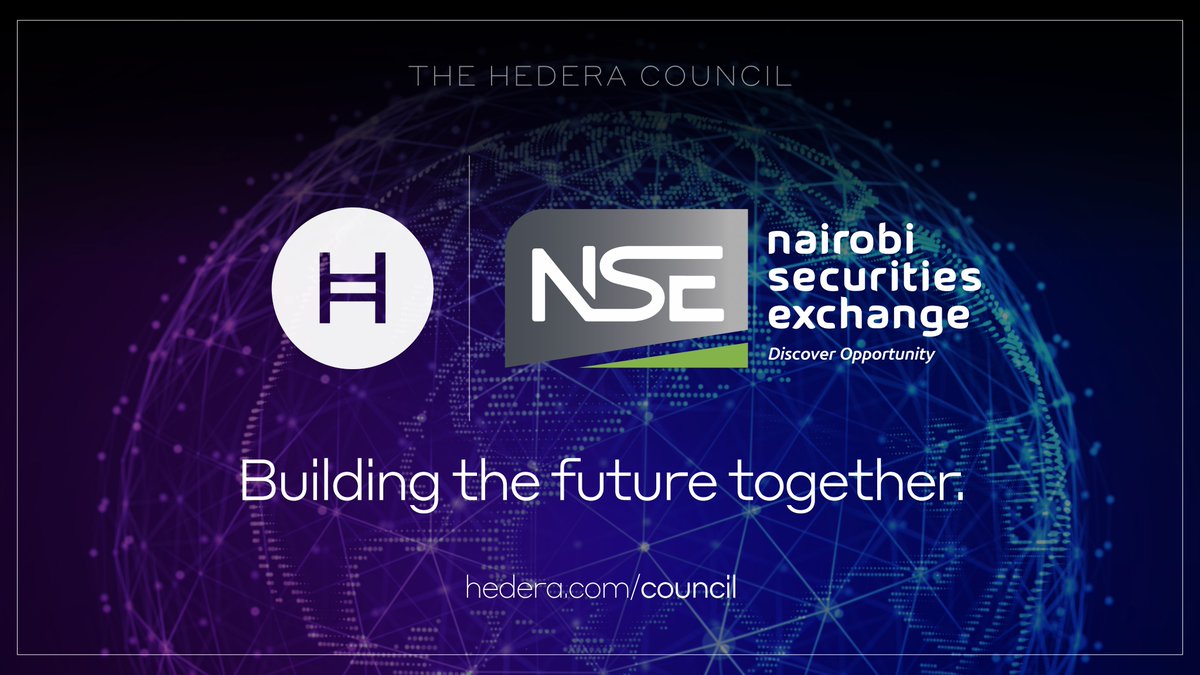 THE HEDERA COUNCIL
H
NSE
nairobi
securities
exchange
Discover Opportunity
Building the future together.
hedera.com/council